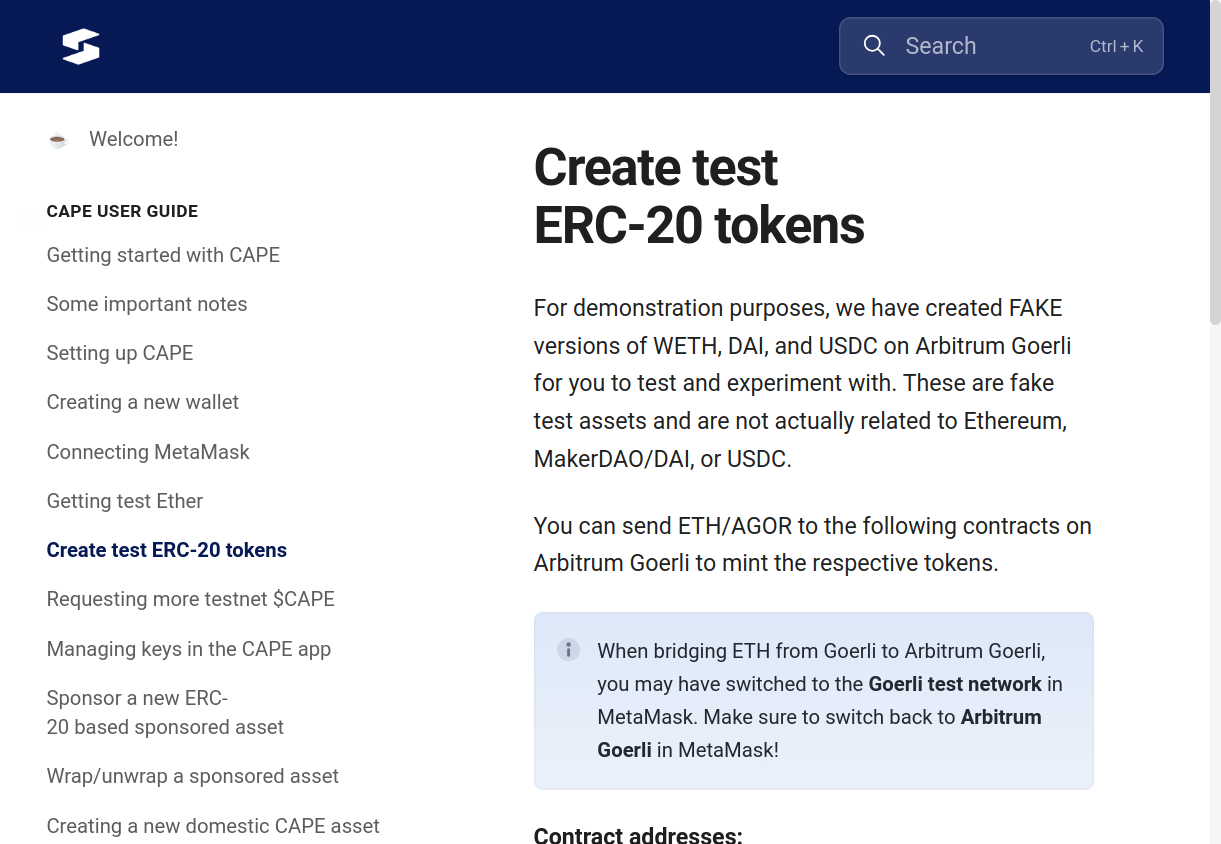 Search
Ctrl + K
Welcome!
CAPE USER GUIDE
Getting started with CAPE
Some important notes
Setting up CAPE
Creating a new wallet
Connecting MetaMask
Getting test Ether
Create test ERC-20 tokens
Requesting more testnet $CAPE
Managing keys in the CAPE app
Sponsor a new ERC-
20 based sponsored asset
Wrap/unwrap a sponsored asset
Creating a new domestic CAPE asset
Create test
ERC-20 tokens
For demonstration purposes, we have created FAKE
versions of WETH, DAI, and USDC on Arbitrum Goerli
for you to test and experiment with. These are fake
test assets and are not actually related to Ethereum,
MakerDAO/DAI, or USDC.
You can send ETH/AGOR to the following contracts on
Arbitrum Goerli to mint the respective tokens.
When bridging ETH from Goerli to Arbitrum Goerli,
you may have switched to the Goerli test network in
MetaMask. Make sure to switch back to Arbitrum
Goerli in MetaMask!
Contract addresses: